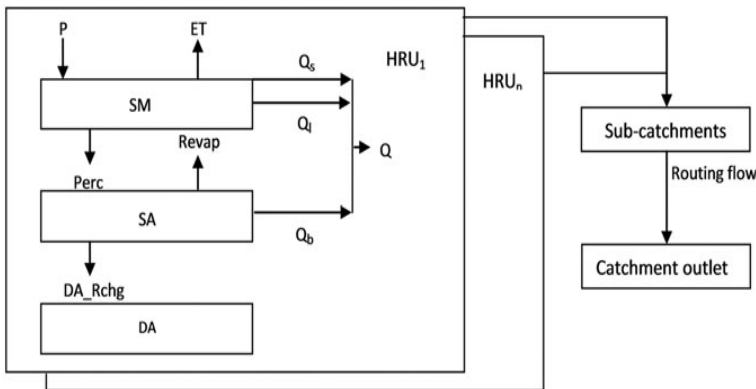 P
ET
Qs
HRU1
SM
Ql
HRUn
Sub-catchments
Revap
Q
Perc
Routing flow
SA
Qb
DA_Rchg
Catchment outlet
DA